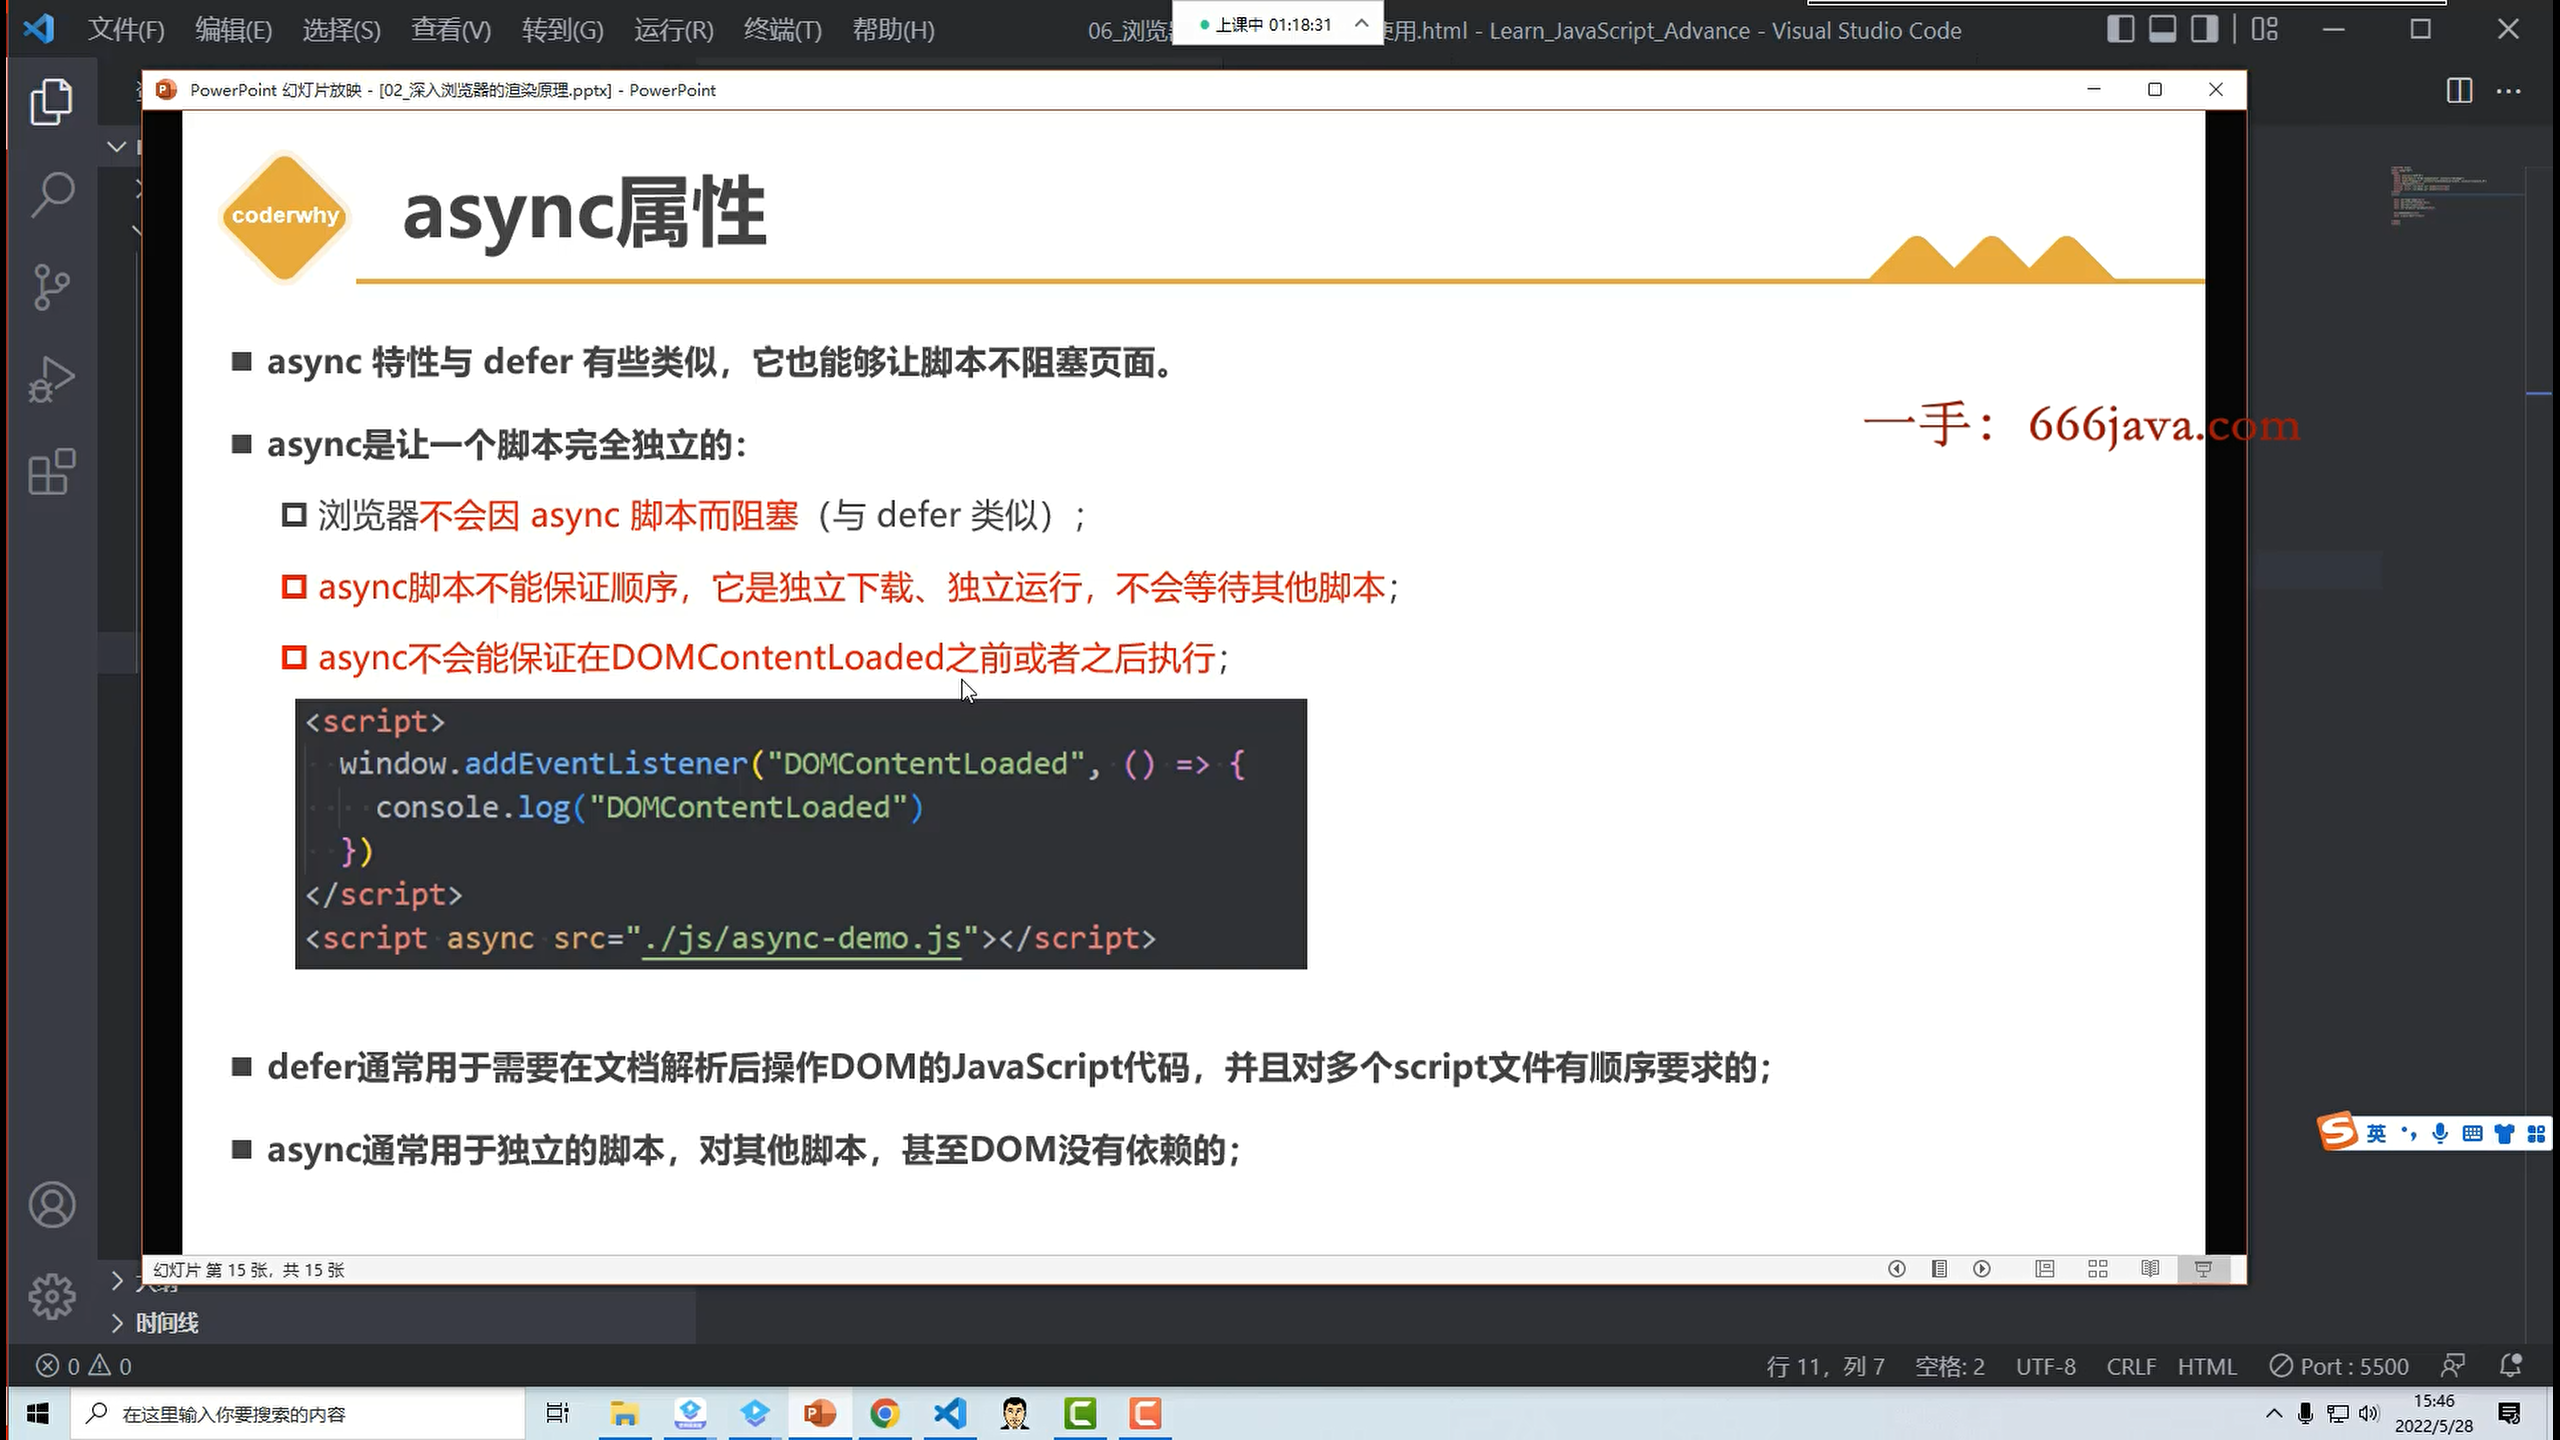 文件(F) 编辑(E) 选择(S) 查看(V) 转到(G) 运行(R) 终端(T) 帮助(H)
06_浏览
上课中 01:18:31
使用.html - Learn_JavaScript_Advance - Visual Studio Code
PowerPoint 幻灯片放映 - [02_深入浏览器的渲染原理.pptx] - PowerPoint
coderwhy
async属性
async 特性与 defer 有些类似，它也能够让脚本不阻塞页面。
一手：666java.com
async是让一个脚本完全独立的：
浏览器不会因 async 脚本而阻塞（与 defer 类似）；
async脚本不能保证顺序，它是独立下载、独立运行，不会等待其他脚本；
async不会能保证在DOMContentLoaded之前或者之后执行；
<script>
window.addEventListener("DOMContentLoaded", () => {
console.log("DOMContentLoaded")
})
</script>
<script async src="./js/async-demo.js"></script>
defer通常用于需要在文档解析后操作DOM的JavaScript代码，并且对多个script文件有顺序要求的；
async通常用于独立的脚本，对其他脚本，甚至DOM没有依赖的；
英
幻灯片 第 15 张，共 15 张
大纲
时间线
0 0
行 11，列 7 空格: 2 UTF-8 CRLF HTML Port : 5500
在这里输入你要搜索的内容
15:46
2022/5/28